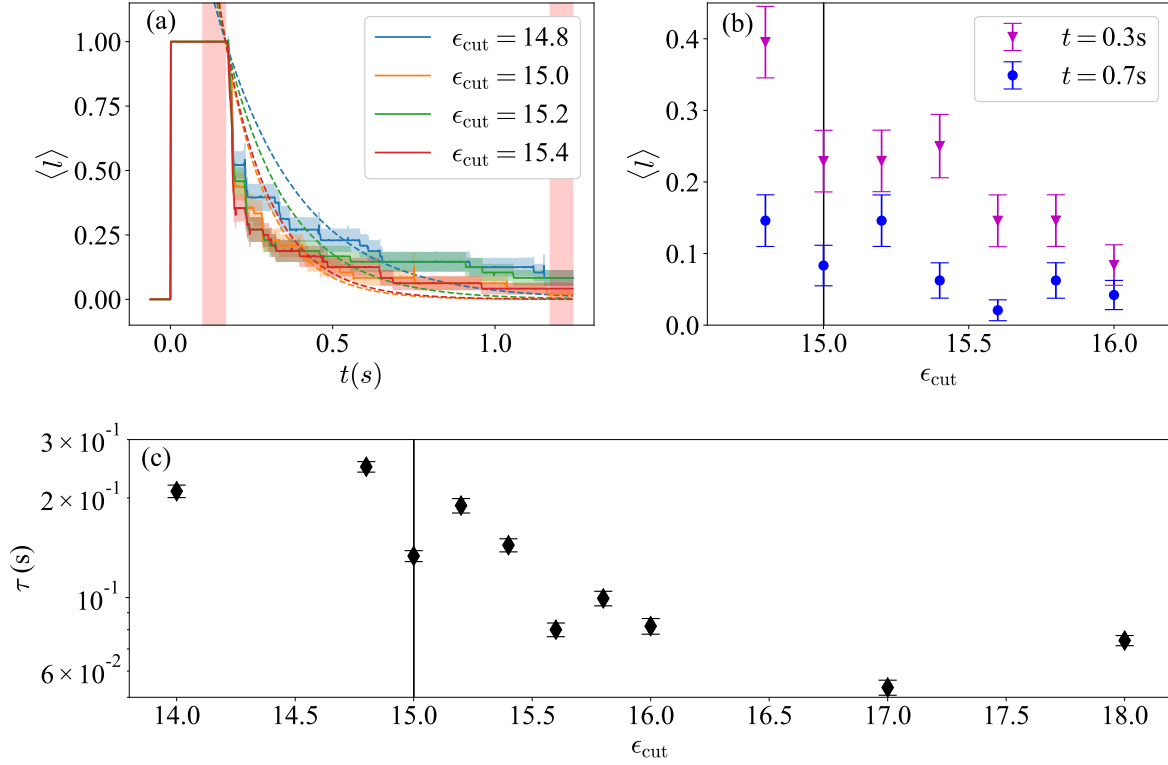 (a)
1.00
0.75
0.50
0.25
0.00
⟨l⟩
0.0 0.5 1.0
t(s)
ϵcut = 14.8
ϵcut = 15.0
ϵcut = 15.2
ϵcut = 15.4
(b)
0.4
0.3
0.2
0.1
0.0
⟨l⟩
15.0 15.5 16.0
ϵcut
t = 0.3s
t = 0.7s
(c)
3 × 10⁻¹
2 × 10⁻¹
10⁻¹
6 × 10⁻²
τ (s)
14.0 14.5 15.0 15.5 16.0 16.5 17.0 17.5 18.0
ϵcut